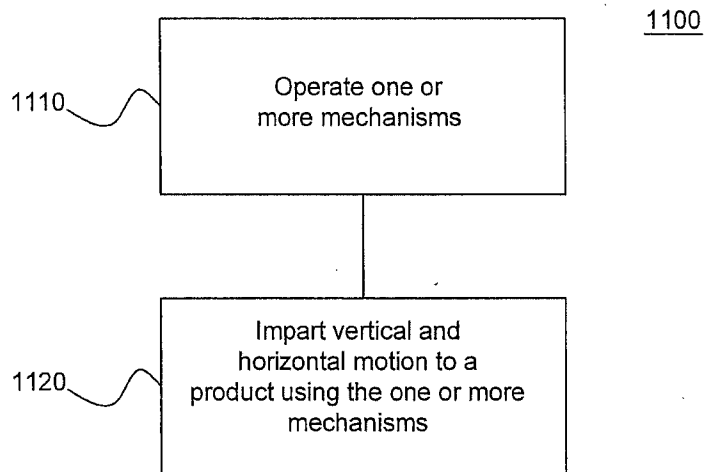 1100
1110
Operate one or
more mechanisms
1120
Impart vertical and
horizontal motion to a
product using the one or more
mechanisms